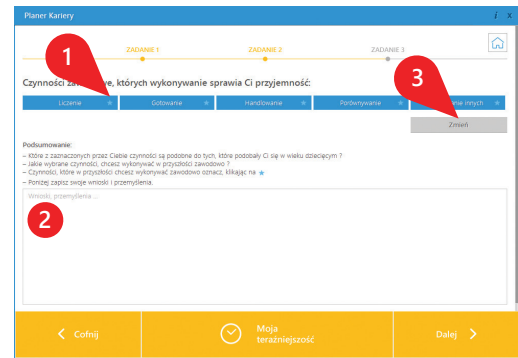 Planer Kariery
i x
ZADANIE 1 ZADANIE 2 ZADANIE 3
1
3
Czynności które, których wykonywanie sprawia Ci przyjemność:
Liczenie Gotowanie Handlowanie Porównywanie innych
Zmień
Podsumowanie:
– Które z zaznaczonych przez Ciebie czynności są podobne do tych, które podobały Ci się w wieku dziecięcym ?
– Jakie wybrane czynności, chcesz wykonywać w przyszłości zawodowo ?
– Czynności, które w przyszłości chcesz wykonywać zawodowo oznacz, klikając na ★
– Poniżej zapisz swoje wnioski i przemyślenia.
Wnioski, przemyślenia ...
2
Cofnij
Moja
teraźniejszość
Dalej